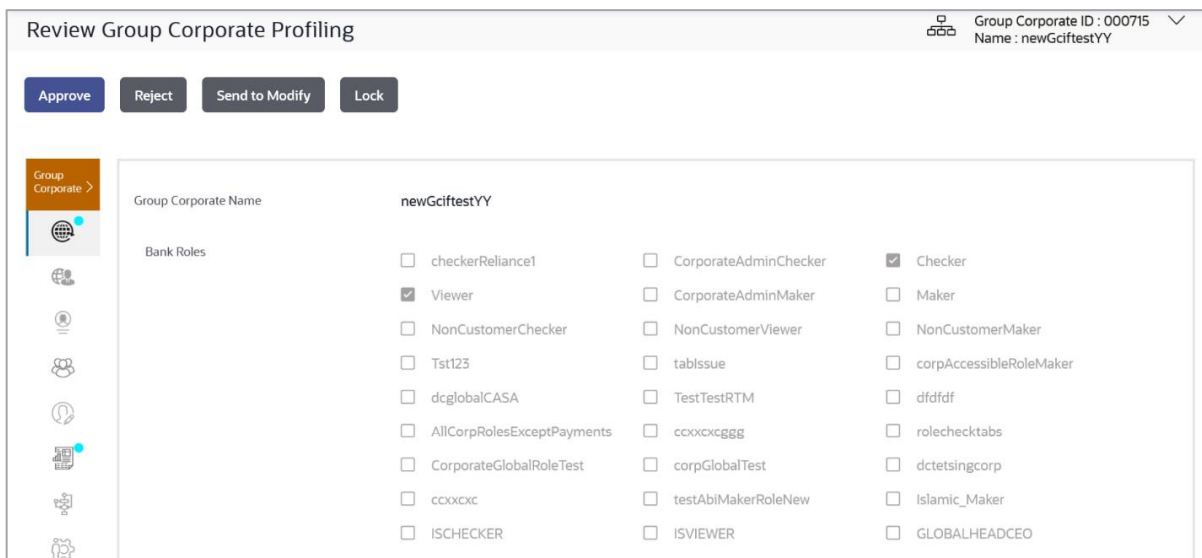 Review Group Corporate Profiling
Group Corporate ID : 000715
Name : newGciftestYY
Approve Reject Send to Modify Lock
Group
Corporate >
Group Corporate Name newGciftestYY
Bank Roles
checkerReliance1 CorporateAdminChecker Checker
Viewer CorporateAdminMaker Maker
NonCustomerChecker NonCustomerViewer NonCustomerMaker
Tst123 tabIssue corpAccessibleRoleMaker
dcglobalCASA TestTestRTM dfdfdf
AllCorpRolesExceptPayments ccxxcxcggg rolechecktabs
CorporateGlobalRoleTest corpGlobalTest dctetsingcorp
ccxxcxc testAbiMakerRoleNew Islamic_Maker
ISCHECKER ISVIEWER GLOBALHEADCEO